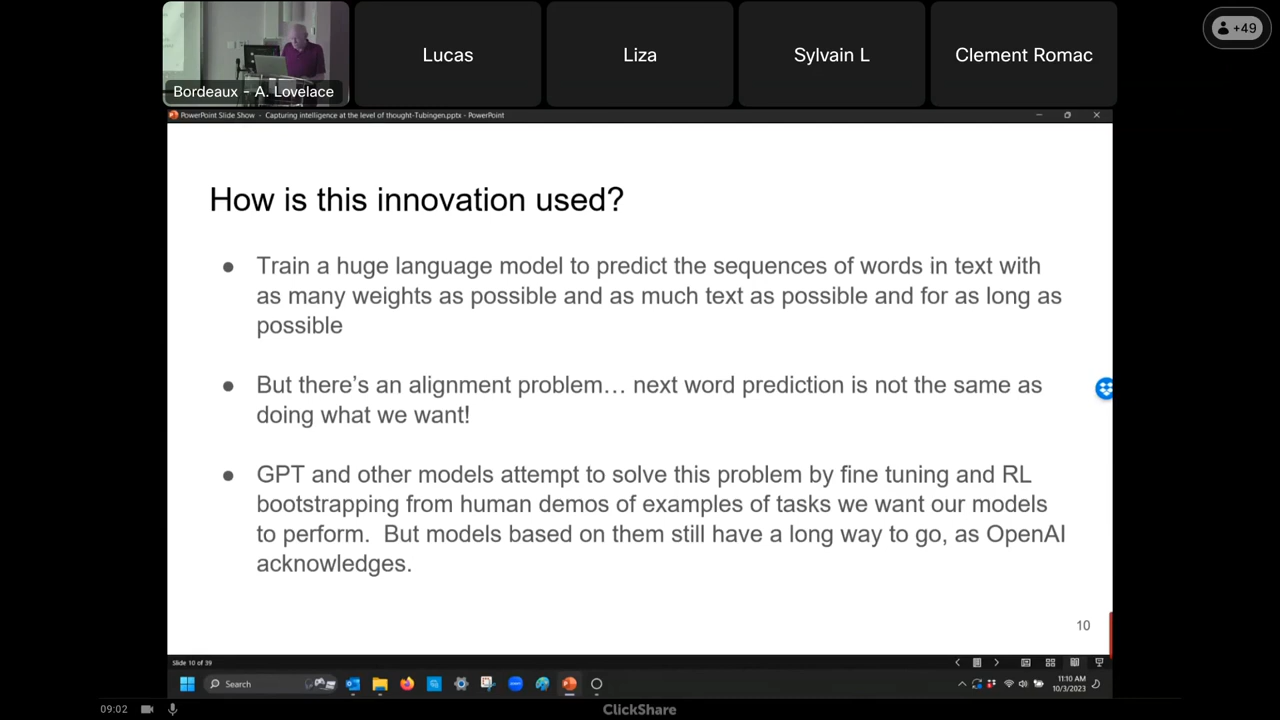 +49
Lucas
Liza
Sylvain L
Clement Romac
Bordeaux - A. Lovelace
PowerPoint Slide Show - Capturing intelligence at the level of thought-Tubingen.pptx - PowerPoint
How is this innovation used?
● Train a huge language model to predict the sequences of words in text with
as many weights as possible and as much text as possible and for as long as
possible
● But there's an alignment problem… next word prediction is not the same as
doing what we want!
● GPT and other models attempt to solve this problem by fine tuning and RL
bootstrapping from human demos of examples of tasks we want our models
to perform.  But models based on them still have a long way to go, as OpenAI
acknowledges.
10
Slide 10 of 39
Search
11:10 AM
10/3/2023
09:02
ClickShare